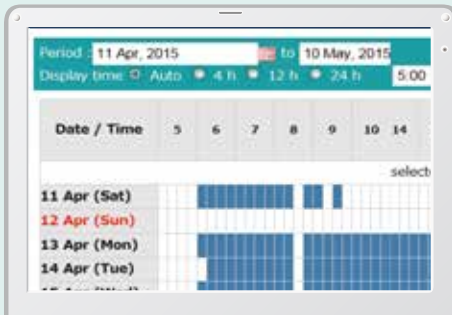 Period : 11 Apr, 2015 to 10 May, 2015
Display time Auto 4 h 12 h 24 h 5:00
Date / Time 5 6 7 8 9 10 14
11 Apr (Sat)
12 Apr (Sun)
13 Apr (Mon)
14 Apr (Tue)